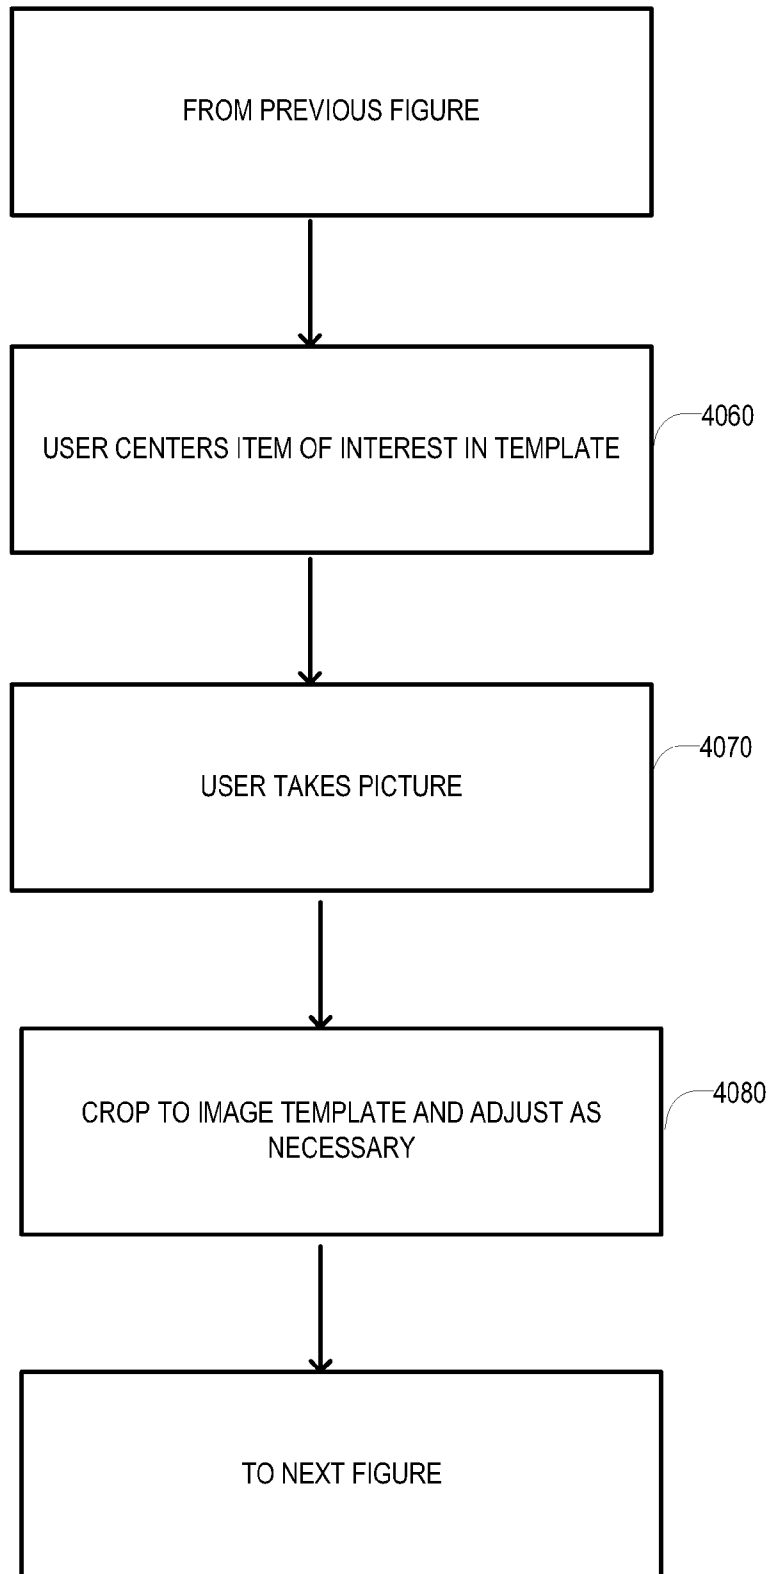 FROM PREVIOUS FIGURE
USER CENTERS ITEM OF INTEREST IN TEMPLATE
4060
USER TAKES PICTURE
4070
CROP TO IMAGE TEMPLATE AND ADJUST AS
NECESSARY
4080
TO NEXT FIGURE